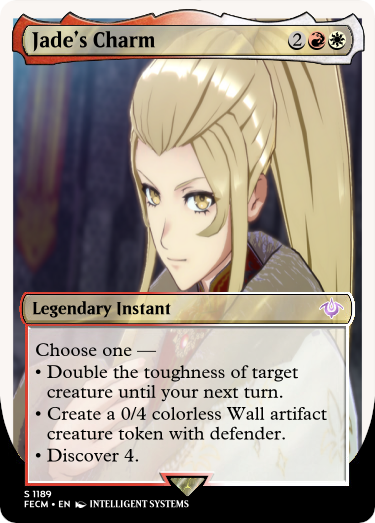 Jade's Charm 2
Legendary Instant
Choose one —
• Double the toughness of target
creature until your next turn.
• Create a 0/4 colorless Wall artifact
creature token with defender.
• Discover 4.
S 1189
FECM • EN INTELLIGENT SYSTEMS